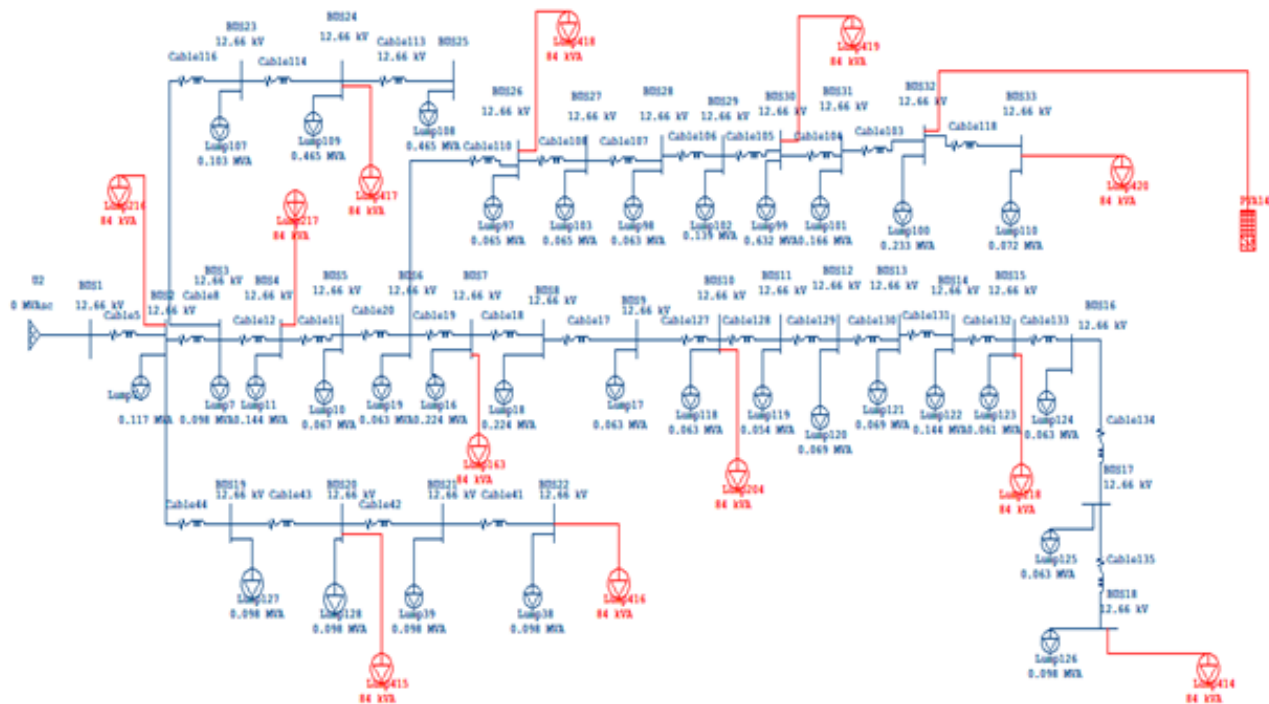 BUS23
12.66 kV
BUS24
12.66 kV
Cable116
Cable114
Cable113
12.66 kV
BUS25
Lump107
0.103 MVA
Lump109
0.465 MVA
Lump108
0.465 MVA
Lump417
84 kVA
Lump418
84 kVA
Lump419
84 kVA
BUS26
12.66 kV
BUS27
12.66 kV
BUS28
12.66 kV
BUS29
12.66 kV
BUS30
12.66 kV
BUS31
12.66 kV
BUS32
12.66 kV
BUS33
12.66 kV
Cable110
Cable108
Cable107
Cable106
Cable105
Cable104
Cable103
Cable118
Lump97
0.065 MVA
Lump103
0.065 MVA
Lump98
0.063 MVA
Lump102
0.139 MVA
Lump99
0.632 MVA
Lump101
0.166 MVA
Lump100
0.233 MVA
Lump110
0.072 MVA
Lump420
84 kVA
PVA14
Lump216
84 kVA
Lump217
84 kVA
U2
0 MVAsc
BUS1
12.66 kV
BUS2
12.66 kV
BUS3
12.66 kV
BUS4
12.66 kV
BUS5
12.66 kV
BUS6
12.66 kV
BUS7
12.66 kV
BUS8
12.66 kV
BUS9
12.66 kV
BUS10
12.66 kV
BUS11
12.66 kV
BUS12
12.66 kV
BUS13
12.66 kV
BUS14
12.66 kV
BUS15
12.66 kV
BUS16
12.66 kV
Cable5
Cable8
Cable12
Cable11
Cable20
Cable19
Cable18
Cable17
Cable127
Cable128
Cable129
Cable130
Cable131
Cable132
Cable133
0.117 MVA
Lump7
0.098 MVA
Lump11
0.144 MVA
Lump10
0.067 MVA
Lump19
0.063 MVA
Lump16
0.224 MVA
Lump18
0.224 MVA
Lump17
0.063 MVA
Lump118
0.063 MVA
Lump119
0.054 MVA
Lump120
0.069 MVA
Lump121
0.069 MVA
Lump122
0.144 MVA
Lump123
0.061 MVA
Lump124
0.063 MVA
Lump163
84 kVA
Lump204
84 kVA
84 kVA
Cable134
BUS17
12.66 kV
Lump125
0.063 MVA
Cable135
BUS18
12.66 kV
Lump126
0.098 MVA
Lump414
84 kVA
BUS19
12.66 kV
BUS20
12.66 kV
BUS21
12.66 kV
BUS22
12.66 kV
Cable44
Cable43
Cable42
Cable41
Lump127
0.098 MVA
Lump128
0.098 MVA
Lump39
0.098 MVA
Lump38
0.098 MVA
Lump416
84 kVA
Lump415
84 kVA